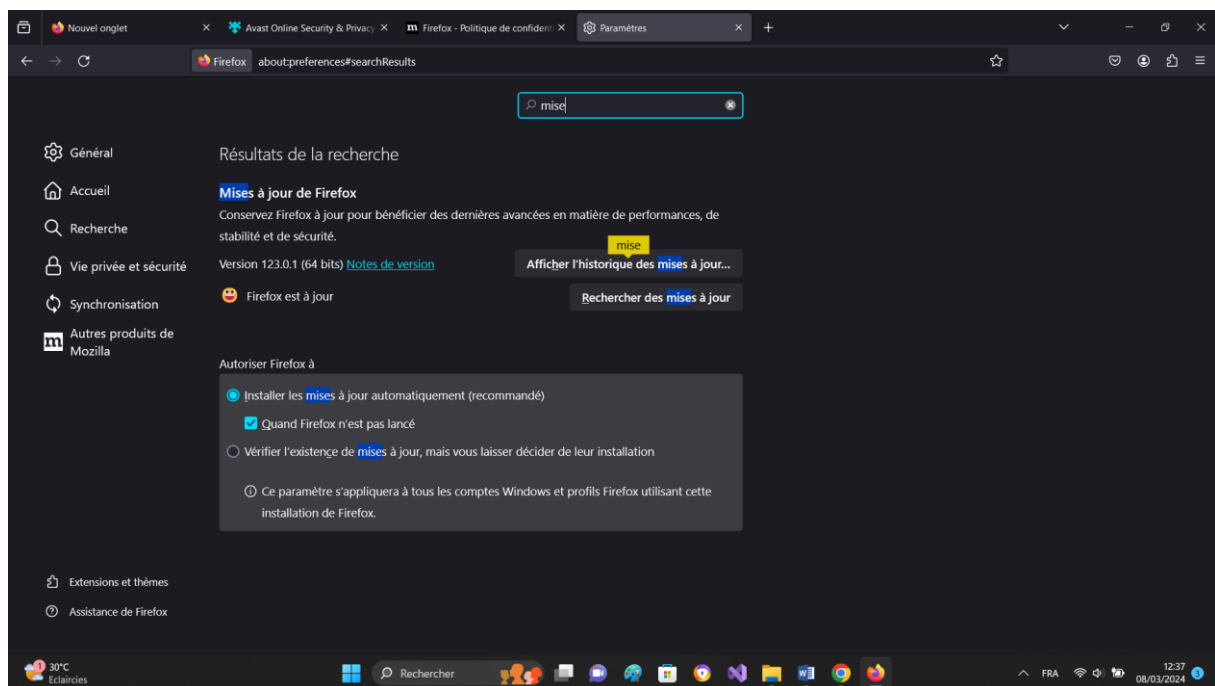 Nouvel onglet
Avast Online Security & Privacy
Firefox - Politique de confident
Paramètres
Firefox about:preferences#searchResults
mise
Général
Accueil
Recherche
Vie privée et sécurité
Synchronisation
Autres produits de
Mozilla
Extensions et thèmes
Assistance de Firefox
Résultats de la recherche
Mises à jour de Firefox
Conservez Firefox à jour pour bénéficier des dernières avancées en matière de performances, de
stabilité et de sécurité.
mise
Version 123.0.1 (64 bits) Notes de version
Afficher l'historique des mises à jour...
Firefox est à jour
Rechercher des mises à jour
Autoriser Firefox à
Installer les mises à jour automatiquement (recommandé)
Quand Firefox n'est pas lancé
Vérifier l'existence de mises à jour, mais vous laisser décider de leur installation
Ce paramètre s'appliquera à tous les comptes Windows et profils Firefox utilisant cette
installation de Firefox.
1
30°C
Eclaircies
Rechercher
FRA
12:37
08/03/2024
3